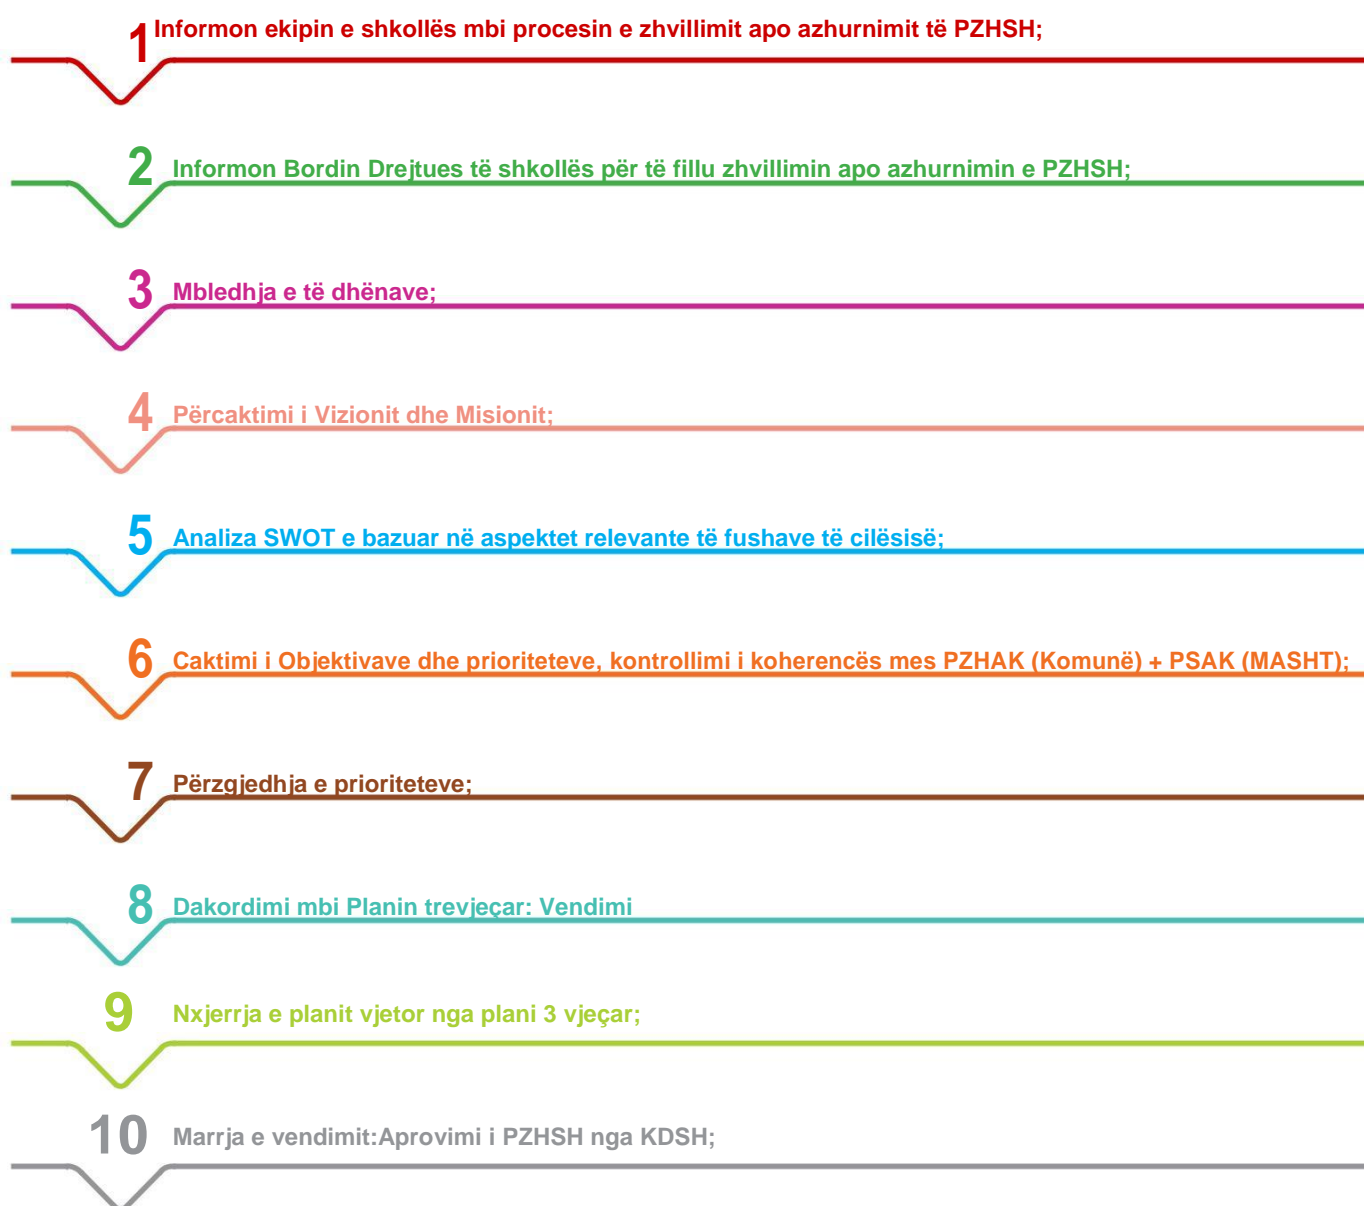 1 Informon ekipin e shkollës mbi procesin e zhvillimit apo azhurnimit të PZHSH;
2 Informon Bordin Drejtues të shkollës për të fillu zhvillimin apo azhurnimin e PZHSH;
3 Mbledhja e të dhënave;
4 Përcaktimi i Vizionit dhe Misionit;
5 Analiza SWOT e bazuar në aspektet relevante të fushave të cilësisë;
6 Caktimi i Objektivave dhe prioriteteve, kontrollimi i koherencës mes PZHAK (Komunë) + PSAK (MASHT);
7 Përzgjedhja e prioriteteve;
8 Dakordimi mbi Planin trevjeçar: Vendimi
9 Nxjerrja e planit vjetor nga plani 3 vjeçar;
10 Marrja e vendimit:Aprovimi i PZHSH nga KDSH;